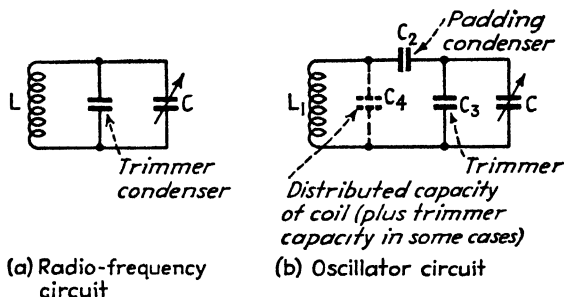 L
C
Trimmer
condenser
(a) Radio-frequency
circuit
C2
Padding
condenser
L1
C4
C3
C
Trimmer
Distributed capacity
of coil (plus trimmer
capacity in some cases)
(b) Oscillator circuit